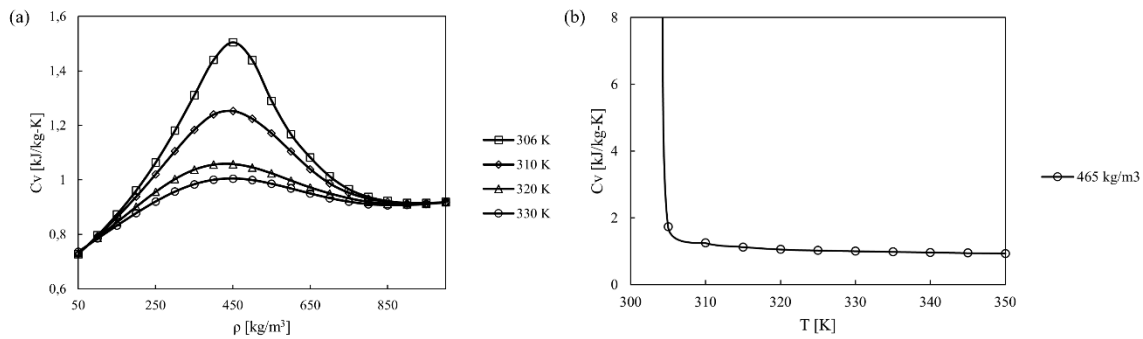 (a)
1,6
1,4
1,2
1
0,8
0,6
Cv [kJ/kg-K]
50
250
450
650
850
ρ [kg/m³]
306 K
310 K
320 K
330 K
(b)
8
6
4
2
0
Cv [kJ/kg-K]
300
310
320
330
340
350
T [K]
465 kg/m3